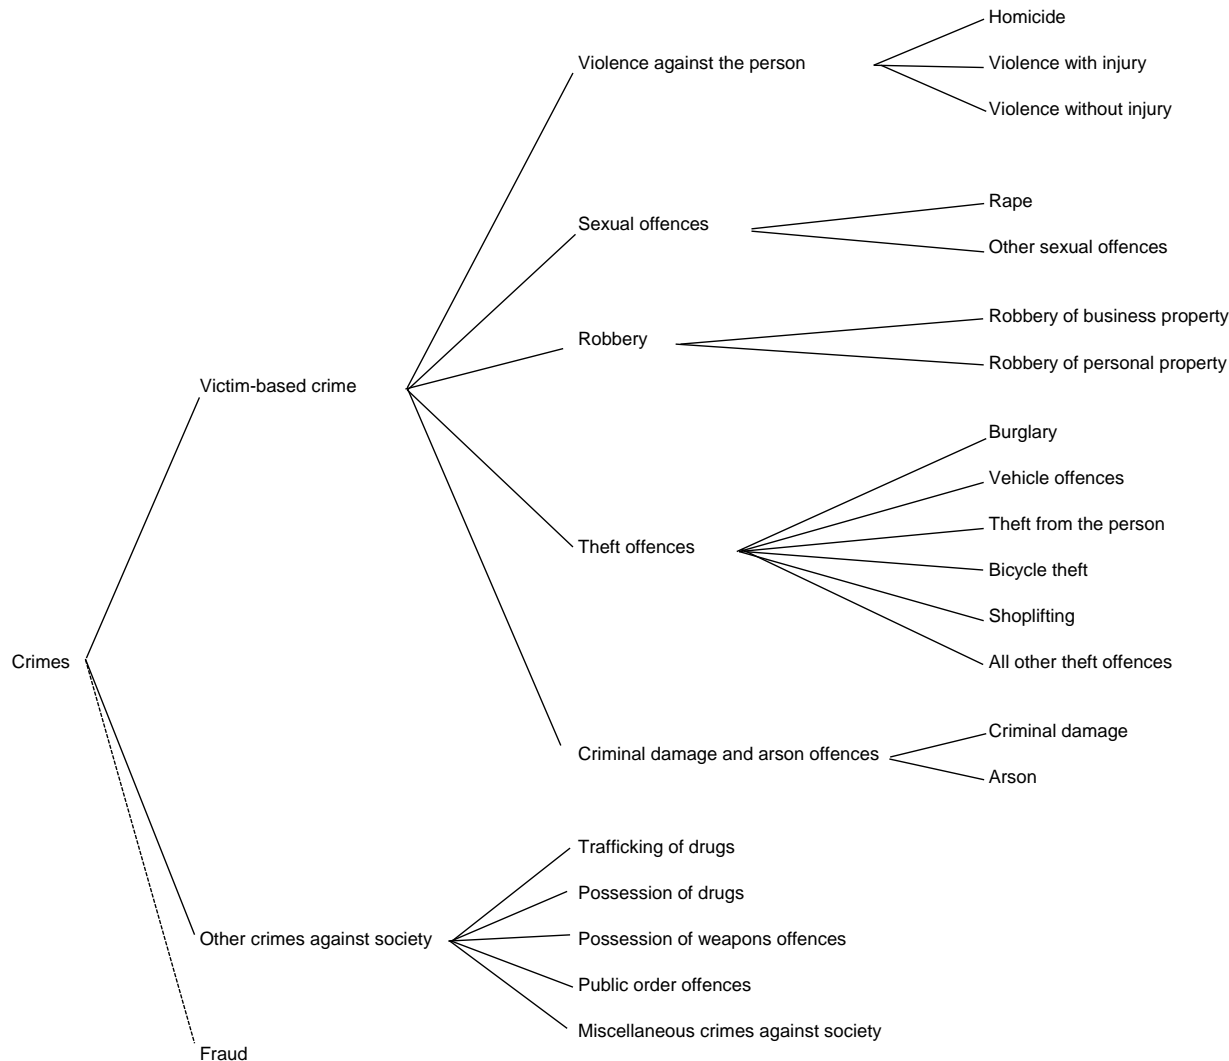 Homicide
Violence against the person
Violence with injury
Violence without injury
Rape
Sexual offences
Other sexual offences
Robbery of business property
Robbery
Robbery of personal property
Victim-based crime
Burglary
Vehicle offences
Theft from the person
Theft offences
Bicycle theft
Shoplifting
Crimes
All other theft offences
Criminal damage
Criminal damage and arson offences
Arson
Trafficking of drugs
Possession of drugs
Other crimes against society
Possession of weapons offences
Public order offences
Miscellaneous crimes against society
Fraud